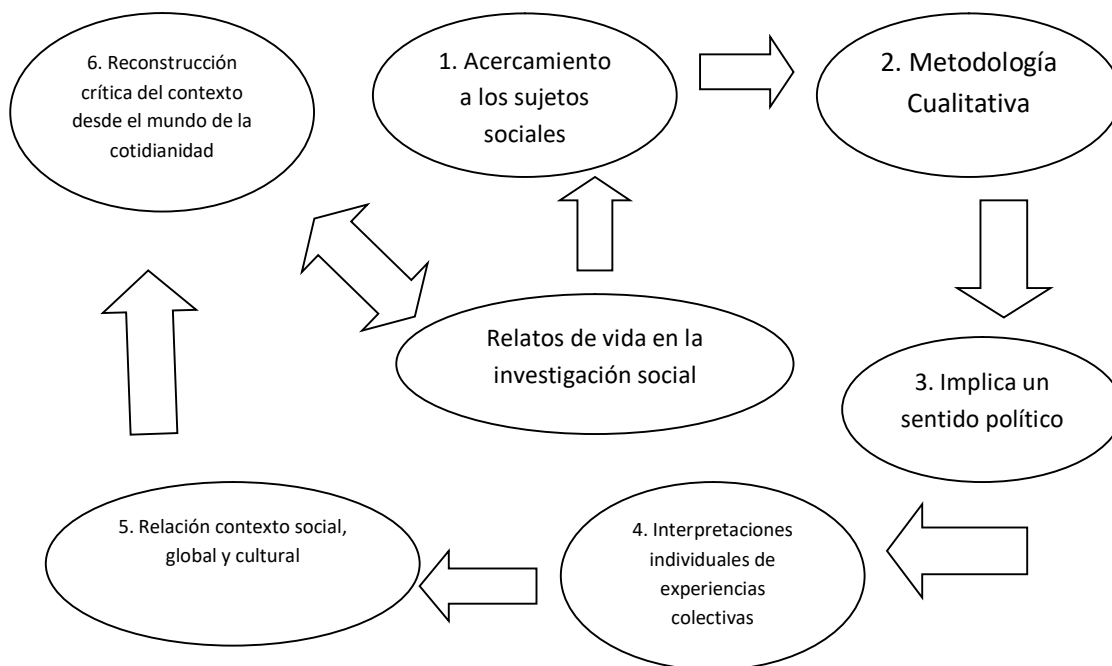 6. Reconstrucción
crítica del contexto
desde el mundo de la
cotidianidad
1. Acercamiento
a los sujetos
sociales
2. Metodología
Cualitativa
Relatos de vida en la
investigación social
3. Implica un
sentido político
4. Interpretaciones
individuales de
experiencias
colectivas
5. Relación contexto social,
global y cultural